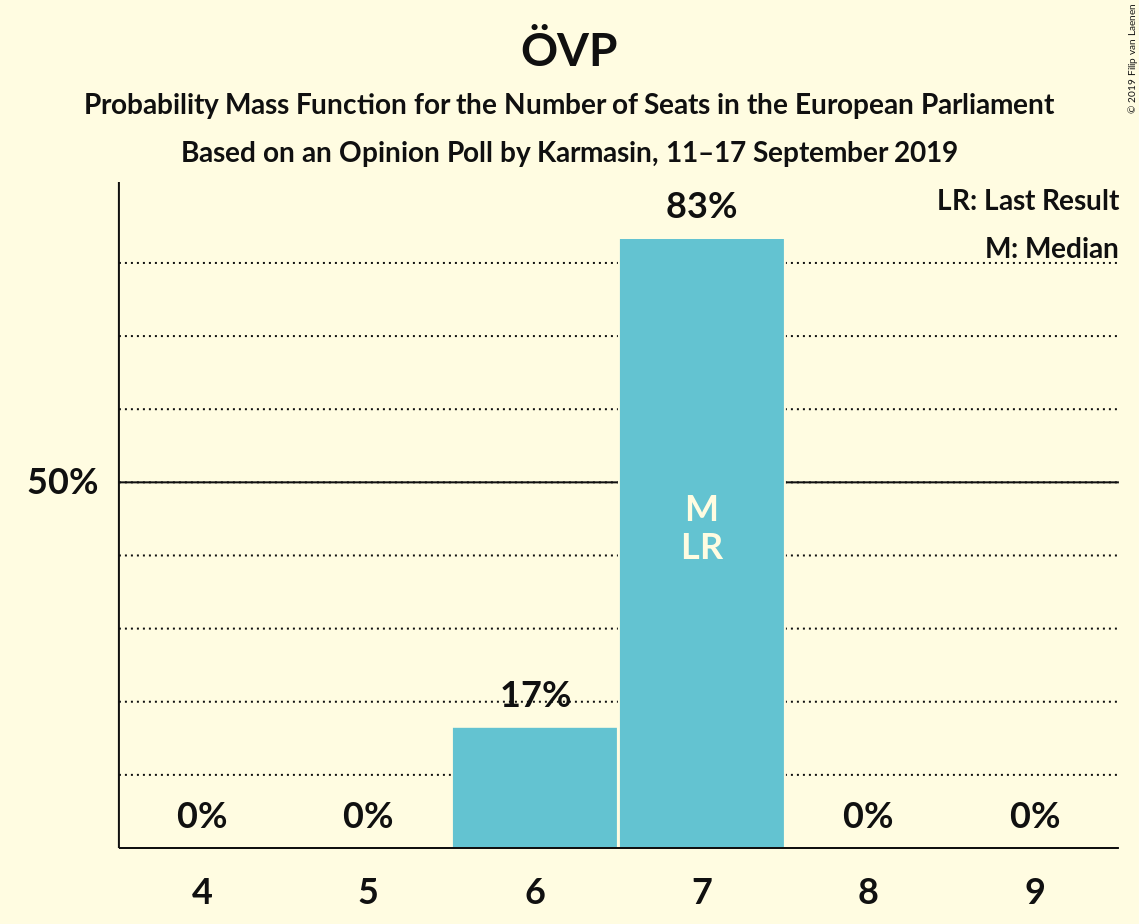 ÖVP
Probability Mass Function for the Number of Seats in the European Parliament
Based on an Opinion Poll by Karmasin, 11–17 September 2019
© 2019 Filip van Laenen
LR: Last Result
M: Median
83%
50%
M
LR
17%
0% 0% 0% 0%
4 5 6 7 8 9